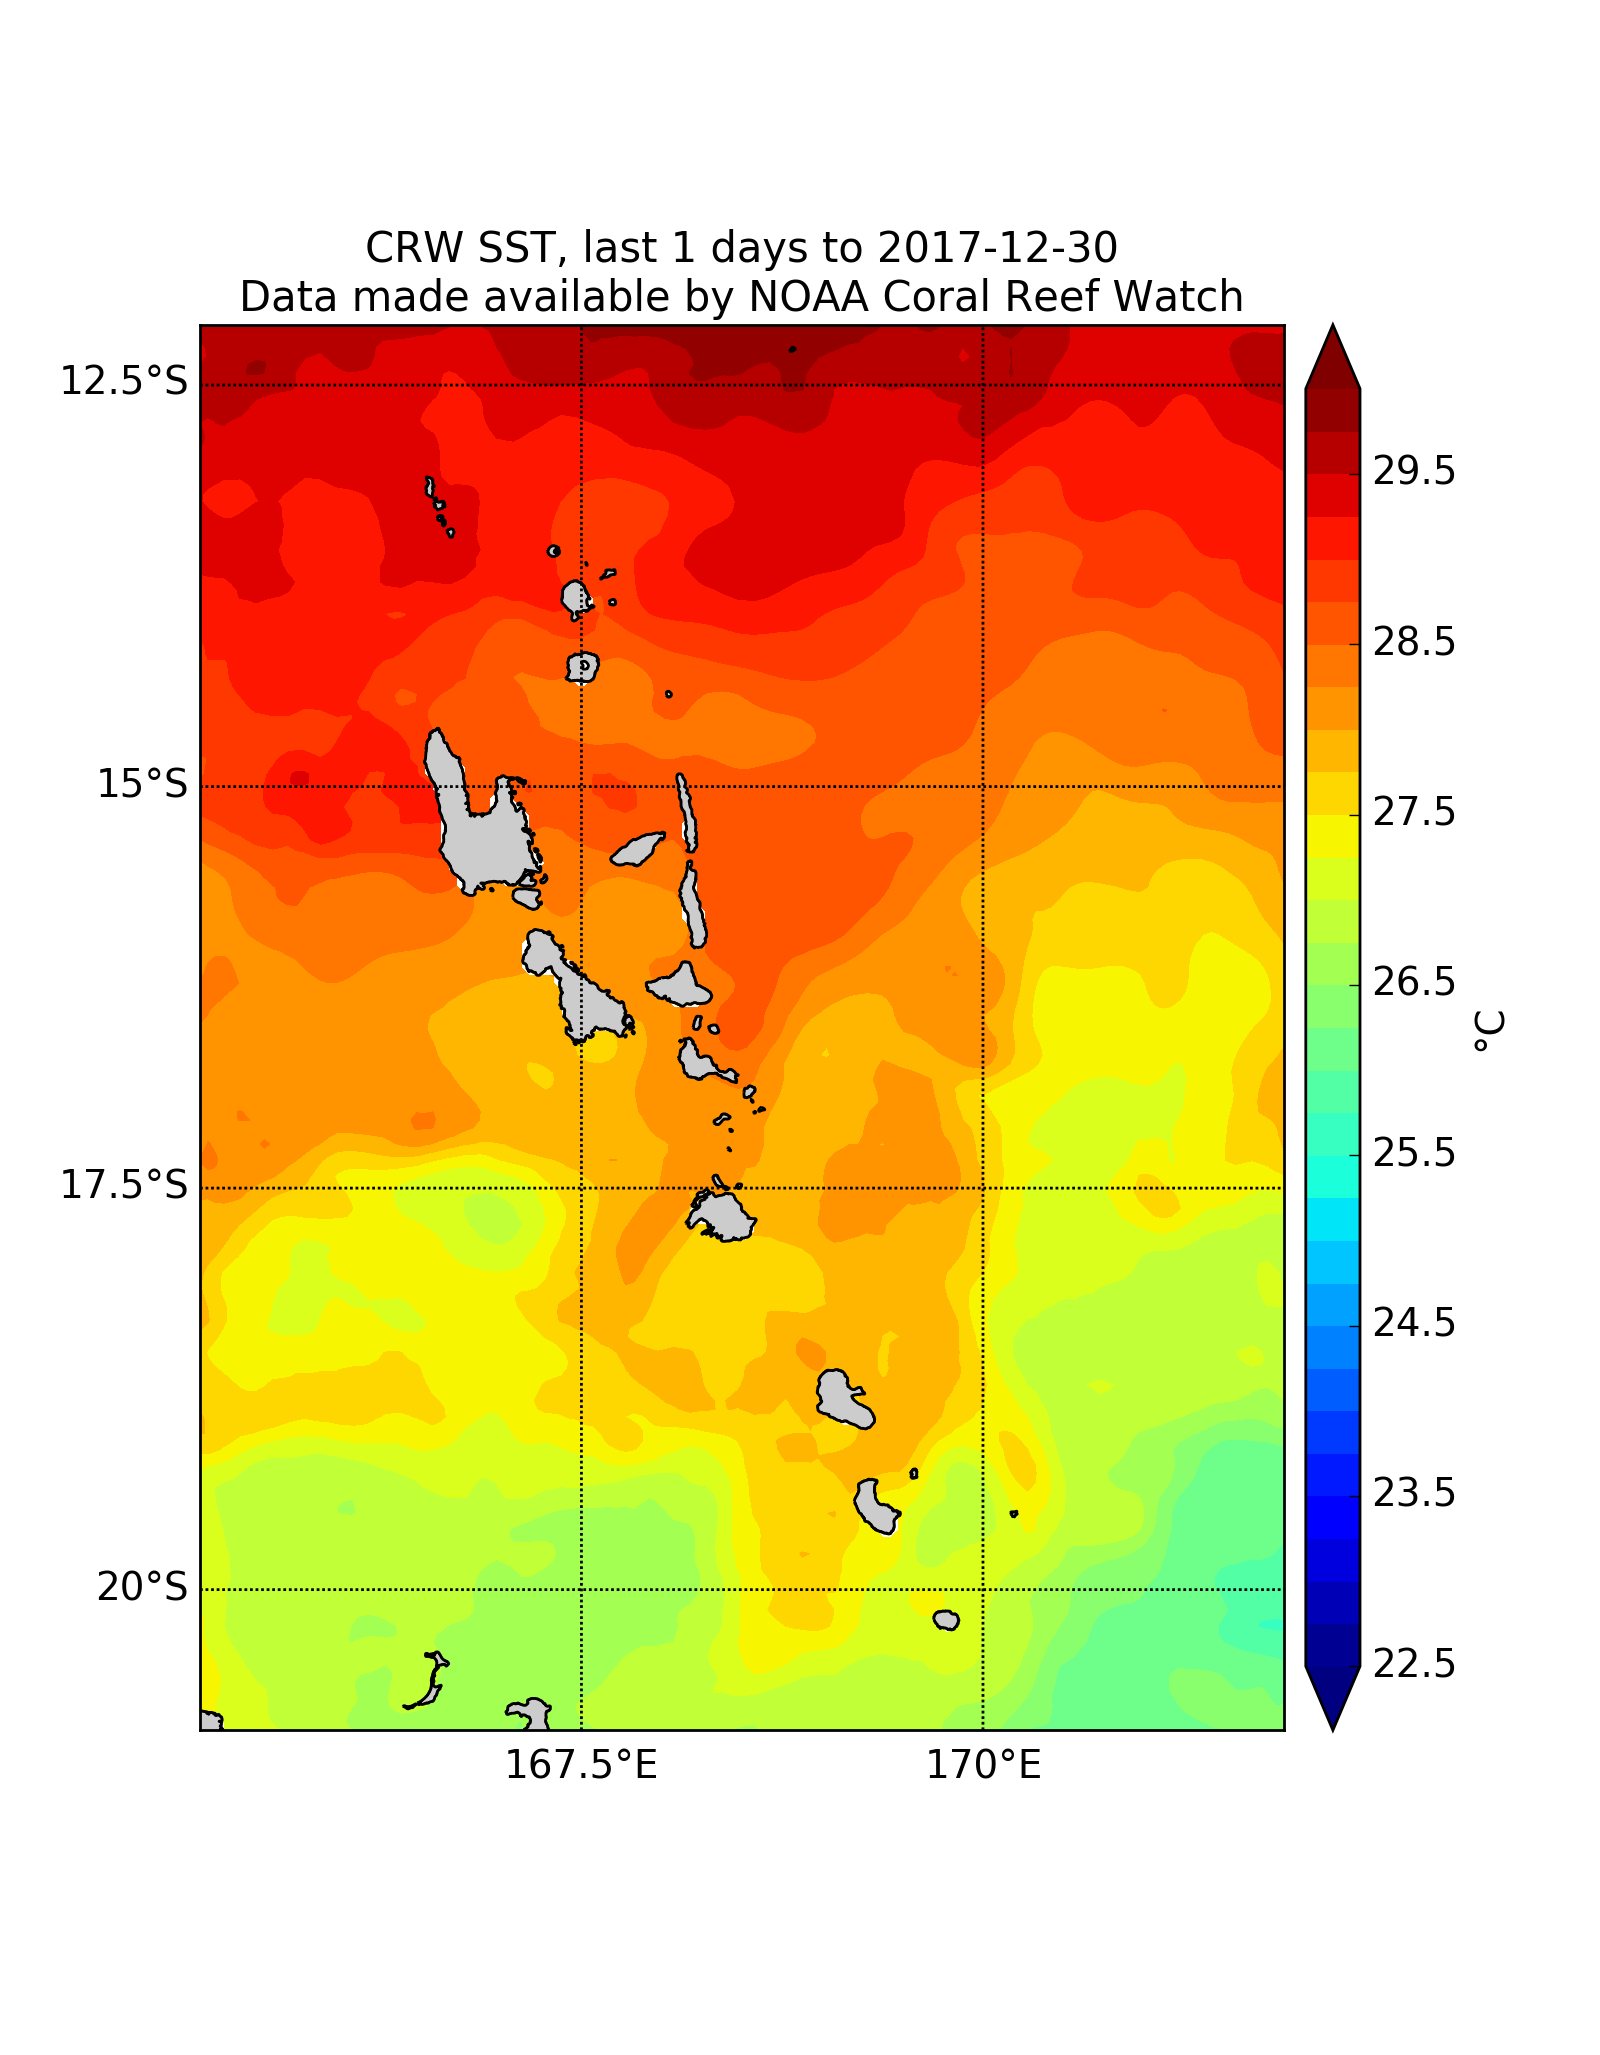 CRW SST, last 1 days to 2017-12-30
Data made available by NOAA Coral Reef Watch
12.5°S
15°S
17.5°S
20°S
167.5°E
170°E
29.5
28.5
27.5
26.5
25.5
24.5
23.5
22.5
°C